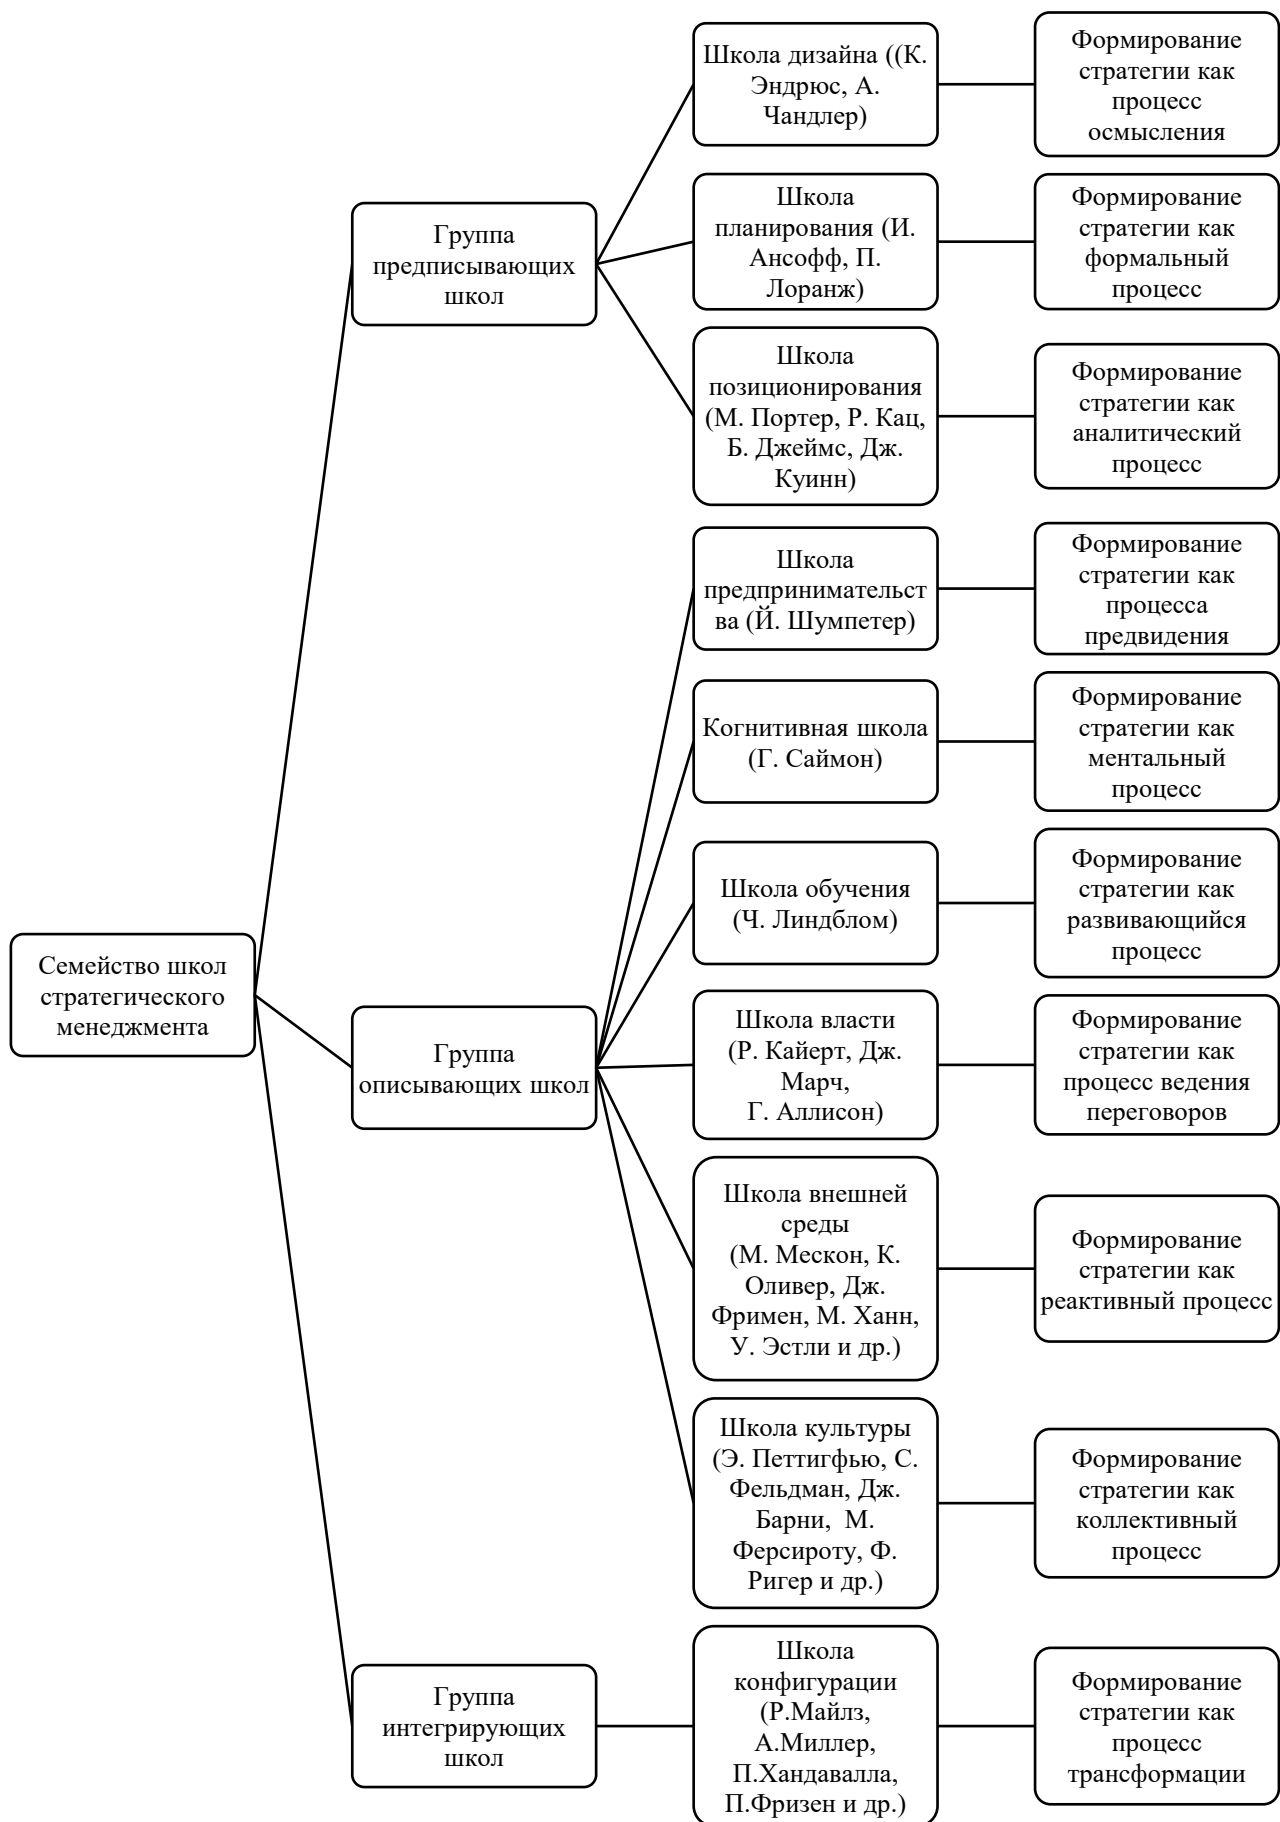 Школа дизайна ((К.
Эндрюс, А.
Чандлер)
Формирование
стратегии как
процесс
осмысления
Группа
предписывающих
школ
Школа
планирования (И.
Ансофф, П.
Лоранж)
Формирование
стратегии как
формальный
процесс
Школа
позиционирования
(М. Портер, Р. Кац,
Б. Джеймс, Дж.
Куинн)
Формирование
стратегии как
аналитический
процесс
Школа
предпринимательст
ва (Й. Шумпетер)
Формирование
стратегии как
процесса
предвидения
Когнитивная школа
(Г. Саймон)
Формирование
стратегии как
ментальный
процесс
Школа обучения
(Ч. Линдблом)
Формирование
стратегии как
развивающийся
процесс
Семейство школ
стратегического
менеджмента
Группа
описывающих школ
Школа власти
(Р. Кайерт, Дж.
Марч,
Г. Аллисон)
Формирование
стратегии как
процесс ведения
переговоров
Школа внешней
среды
(М. Мескон, К.
Оливер, Дж.
Фримен, М. Ханн,
У. Эстли и др.)
Формирование
стратегии как
реактивный процесс
Школа культуры
(Э. Петтигфью, С.
Фельдман, Дж.
Барни, М.
Ферсироту, Ф.
Ригер и др.)
Формирование
стратегии как
коллективный
процесс
Группа
интегрирующих
школ
Школа
конфигурации
(Р.Майлз,
А.Миллер,
П.Хандавалла,
П.Фризен и др.)
Формирование
стратегии как
процесс
трансформации